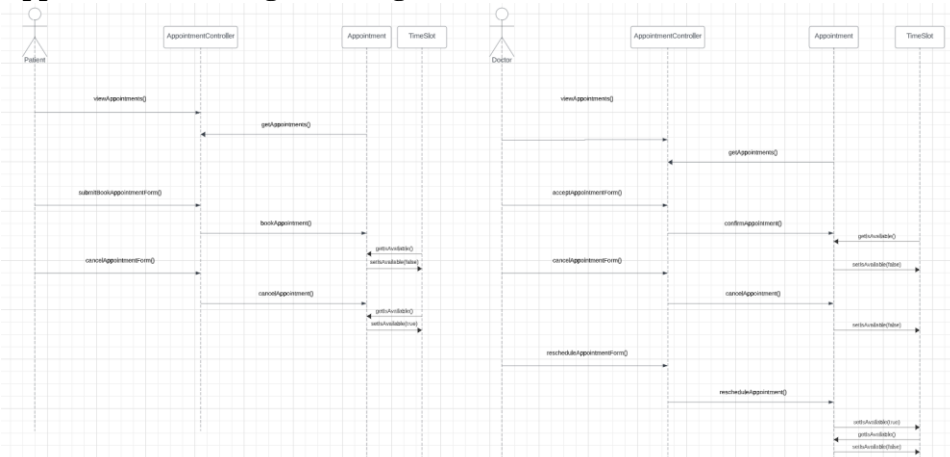 AppointmentController
Appointment
TimeSlot
Patient
viewAppointments()
getAppointments()
submitBookAppointmentForm()
bookAppointment()
getIsAvailable()
cancelAppointmentForm()
setIsAvailable(false)
cancelAppointment()
getIsAvailable()
setIsAvailable(true)
AppointmentController
Appointment
TimeSlot
Doctor
viewAppointments()
getAppointments()
acceptAppointmentForm()
confirmAppointment()
getIsAvailable()
cancelAppointmentForm()
setIsAvailable(false)
cancelAppointment()
setIsAvailable(false)
rescheduleAppointmentForm()
rescheduleAppointment()
setIsAvailable(true)
getIsAvailable()
setIsAvailable(false)